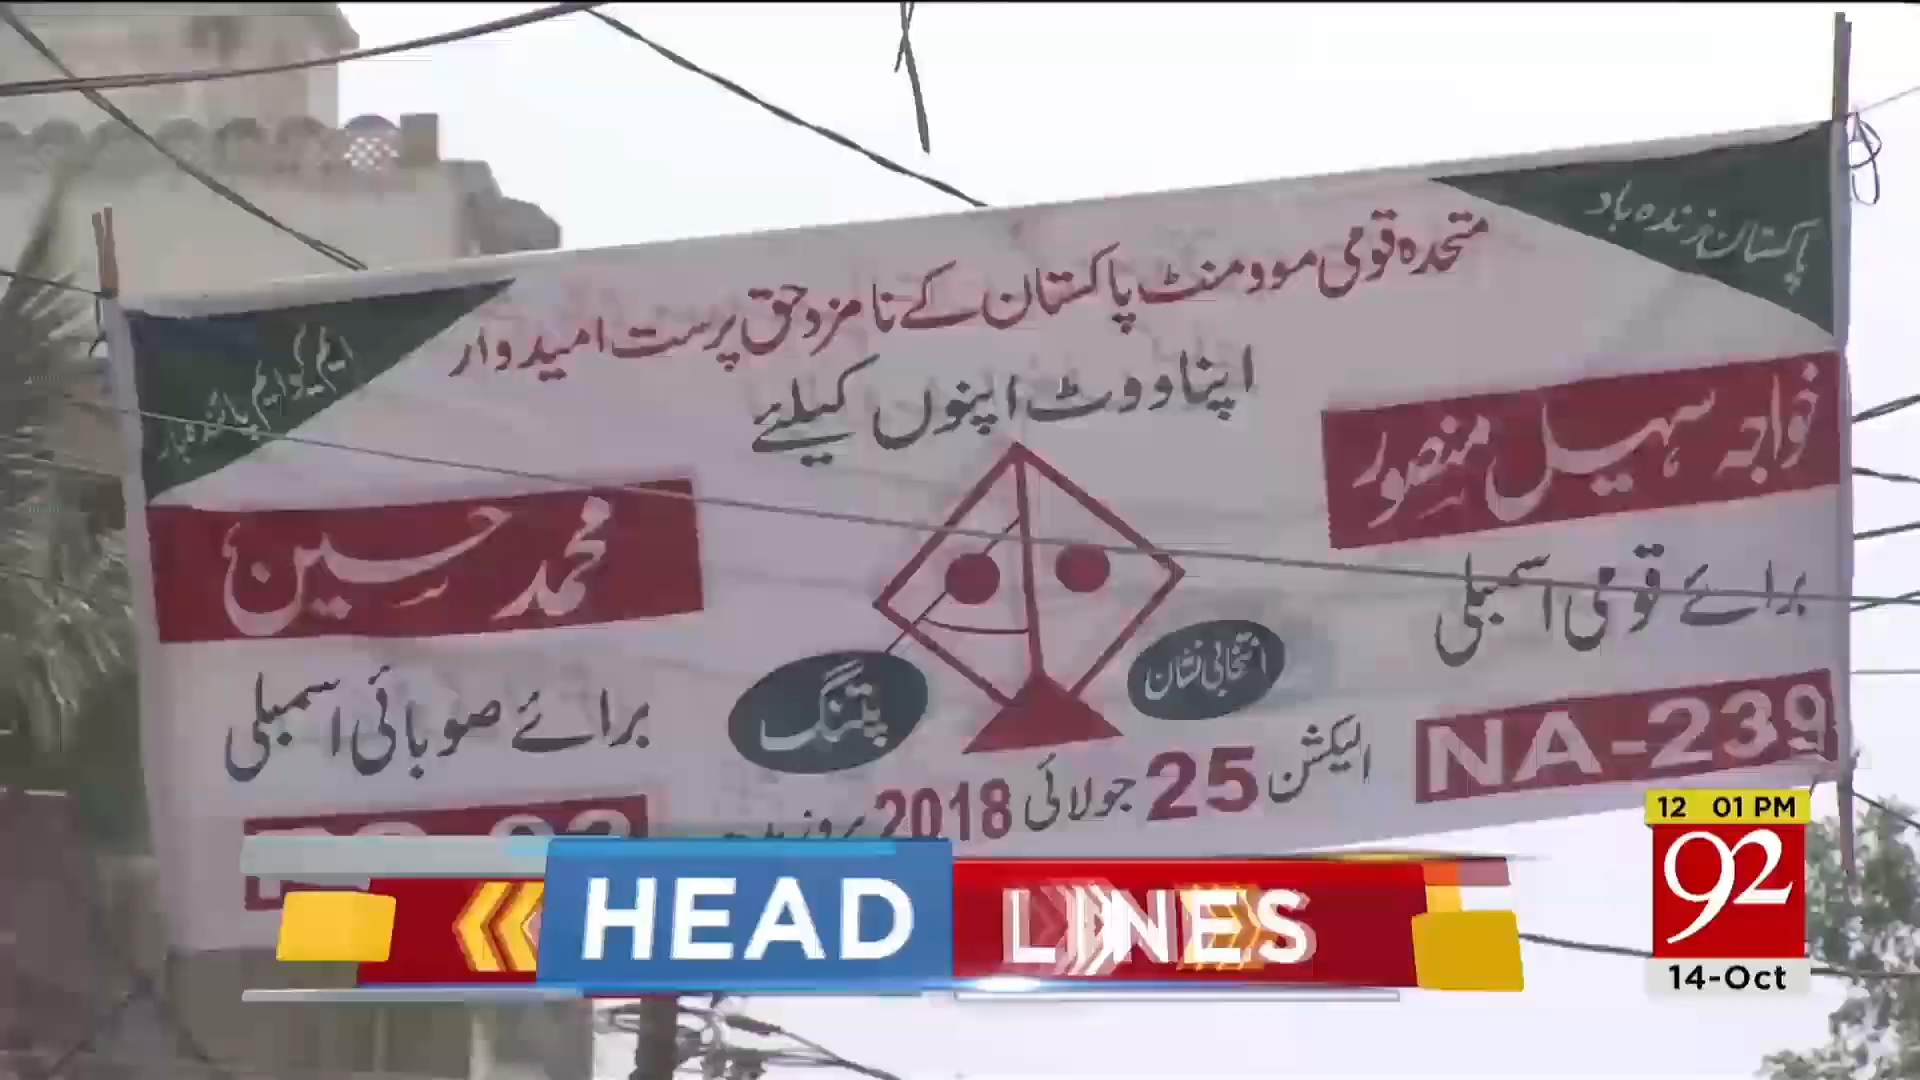 پاکستان زندہ باد
متحدہ قومی موومنٹ پاکستان کے نامزد حق پرست امیدوار
ایم کیو ایم پائندہ باد
اپنا ووٹ اپنوں کیلئے
خواجہ سہیل منصور
محمد حسین
برائے قومی اسمبلی
انتخابی نشان
پتنگ
برائے صوبائی اسمبلی
NA-239
الیکشن 25 جولائی 2018 بروز
12 01 PM
92
14-Oct
HEAD LINES